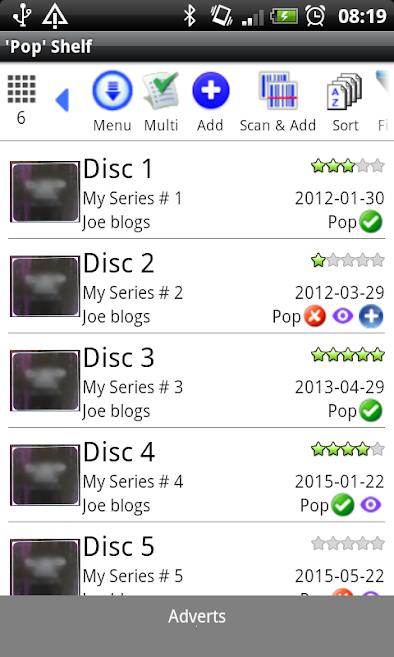 08:19
'Pop' Shelf
6
Menu
Multi
Add
Scan & Add
A
Z
Sort
Fi
Disc 1
My Series # 1
2012-01-30
Joe blogs
Pop
Disc 2
My Series # 2
2012-03-29
Joe blogs
Pop
Disc 3
My Series # 3
2013-04-29
Joe blogs
Pop
Disc 4
My Series # 4
2015-01-22
Joe blogs
Pop
Disc 5
My Series # 5
2015-05-22
Joe blogs
Pop
Adverts